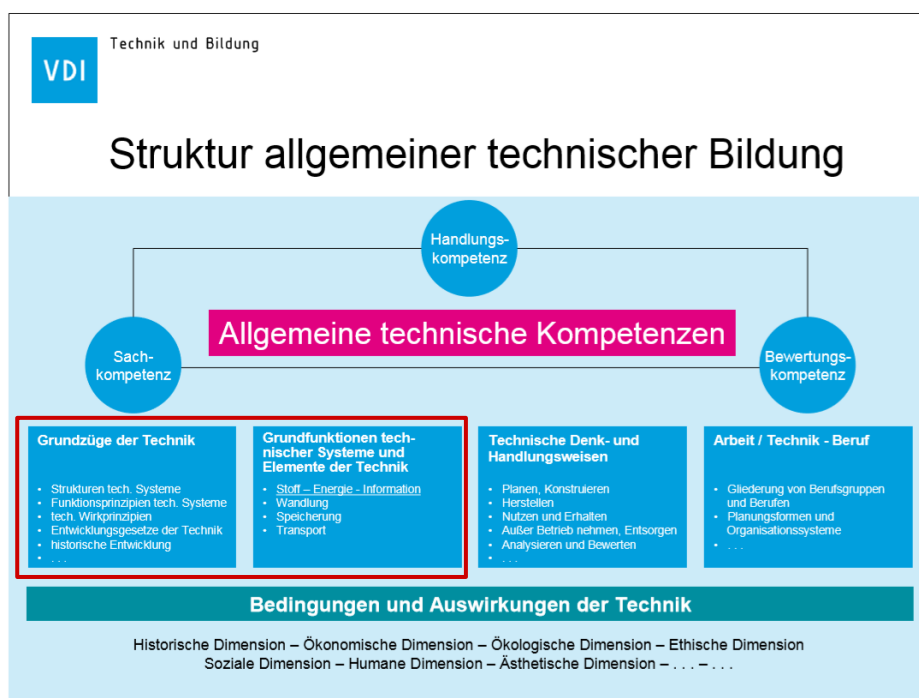 Technik und Bildung
VDI
Struktur allgemeiner technischer Bildung
Handlungs-
kompetenz
Allgemeine technische Kompetenzen
Sach-
kompetenz
Bewertungs-
kompetenz
Grundzüge der Technik
• Strukturen tech. Systeme
• Funktionsprinzipien tech. Systeme
• tech. Wirkprinzipien
• Entwicklungsgesetze der Technik
• historische Entwicklung
• . . .
Grundfunktionen tech-
nischer Systeme und
Elemente der Technik
• Stoff – Energie - Information
• Wandlung
• Speicherung
• Transport
Technische Denk- und
Handlungsweisen
• Planen, Konstruieren
• Herstellen
• Nutzen und Erhalten
• Außer Betrieb nehmen, Entsorgen
• Analysieren und Bewerten
• . . .
Arbeit / Technik - Beruf
• Gliederung von Berufsgruppen
und Berufen
• Planungsformen und
Organisationssysteme
• . . .
Bedingungen und Auswirkungen der Technik
Historische Dimension – Ökonomische Dimension – Ökologische Dimension – Ethische Dimension
Soziale Dimension – Humane Dimension – Ästhetische Dimension – . . . – . . .